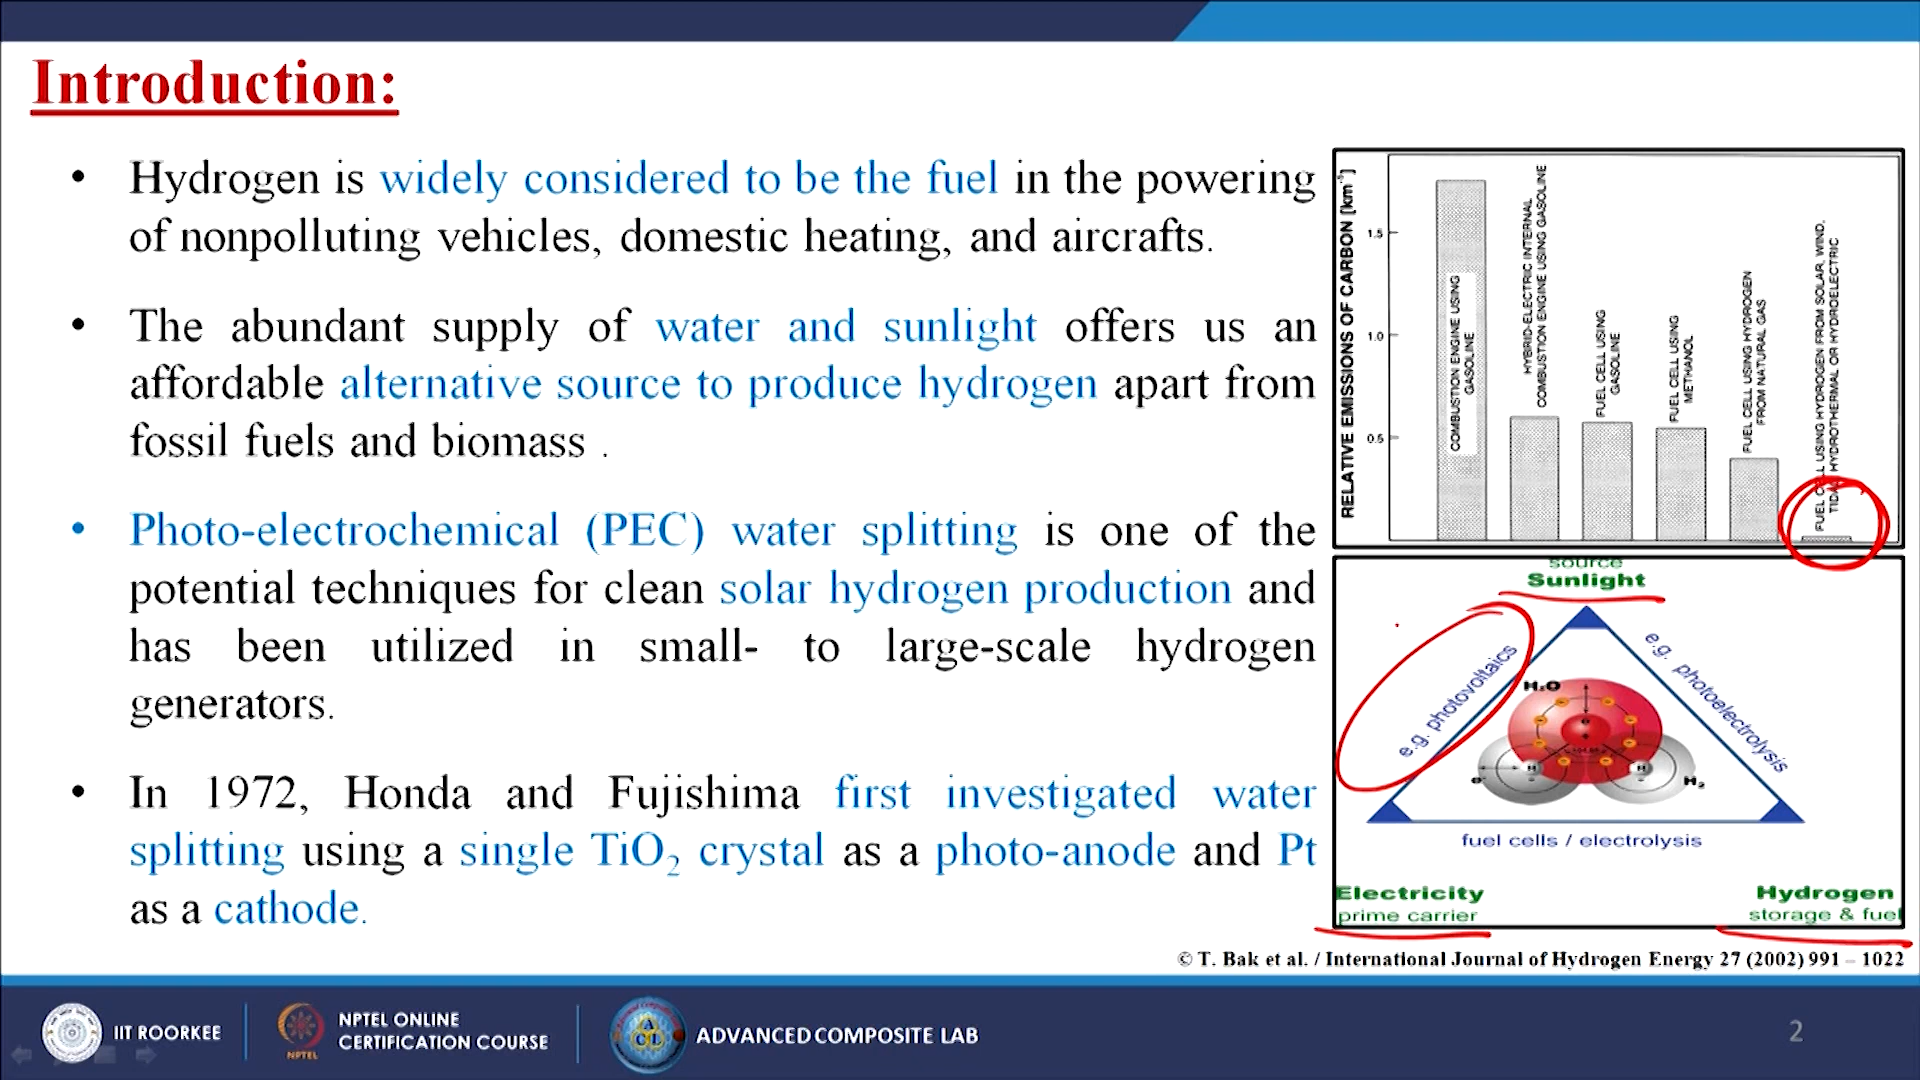 Introduction:
• Hydrogen is widely considered to be the fuel in the powering
of nonpolluting vehicles, domestic heating, and aircrafts.
• The abundant supply of water and sunlight offers us an
affordable alternative source to produce hydrogen apart from
fossil fuels and biomass .
• Photo-electrochemical (PEC) water splitting is one of the
potential techniques for clean solar hydrogen production and
has been utilized in small- to large-scale hydrogen
generators.
• In 1972, Honda and Fujishima first investigated water
splitting using a single TiO₂ crystal as a photo-anode and Pt
as a cathode.
RELATIVE EMISSIONS OF CARBON [km⁻¹]
1.5
1.0
0.5
COMBUSTION ENGINE USING
GASOLINE
HYBRID-ELECTRIC INTERNAL
COMBUSTION ENGINE USING GASOLINE
FUEL CELL USING
GASOLINE
FUEL CELL USING
METHANOL
FUEL CELL USING HYDROGEN
FROM NATURAL GAS
FUEL CELL USING HYDROGEN FROM SOLAR, WIND,
TIDAL HYDROTHERMAL OR HYDROELECTRIC
source
Sunlight
e.g. photovoltaics
e.g. photoelectrolysis
H₂O
H
H
H₂
fuel cells / electrolysis
Electricity
prime carrier
Hydrogen
storage & fuel
© T. Bak et al. / International Journal of Hydrogen Energy 27 (2002) 991 – 1022
IIT ROORKEE
NPTEL
NPTEL ONLINE
CERTIFICATION COURSE
ACL
ADVANCED COMPOSITE LAB
2